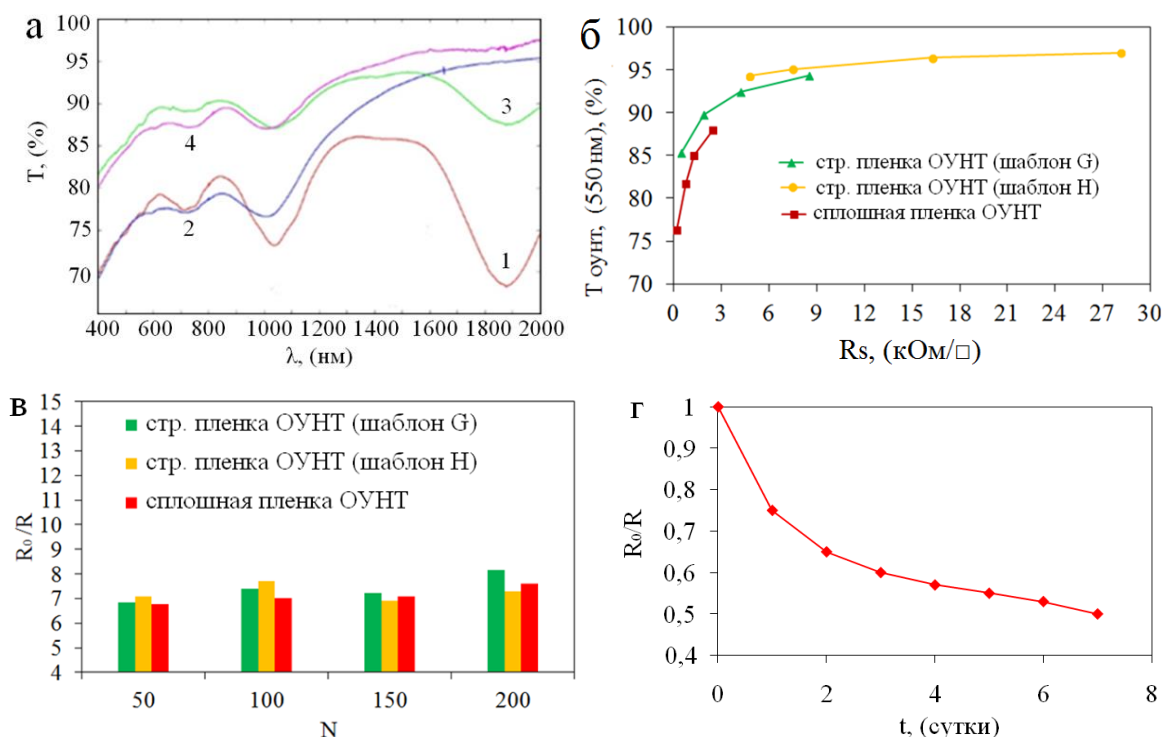 а
100
95
90
85
80
75
70
T, (%)
4
3
2
1
400 600 800 1000 1200 1400 1600 1800 2000
λ, (нм)
б
100
95
90
85
80
75
70
Т оунт, (550 нм), (%)
стр. пленка ОУНТ (шаблон G)
стр. пленка ОУНТ (шаблон H)
сплошная пленка ОУНТ
0 3 6 9 12 15 18 21 24 27 30
Rs, (кОм/□)
в
15
14
13
12
11
10
9
8
7
6
5
4
R₀/R
стр. пленка ОУНТ (шаблон G)
стр. пленка ОУНТ (шаблон H)
сплошная пленка ОУНТ
50 100 150 200
N
г
1
0,9
0,8
0,7
0,6
0,5
0,4
R₀/R
0 2 4 6 8
t, (сутки)